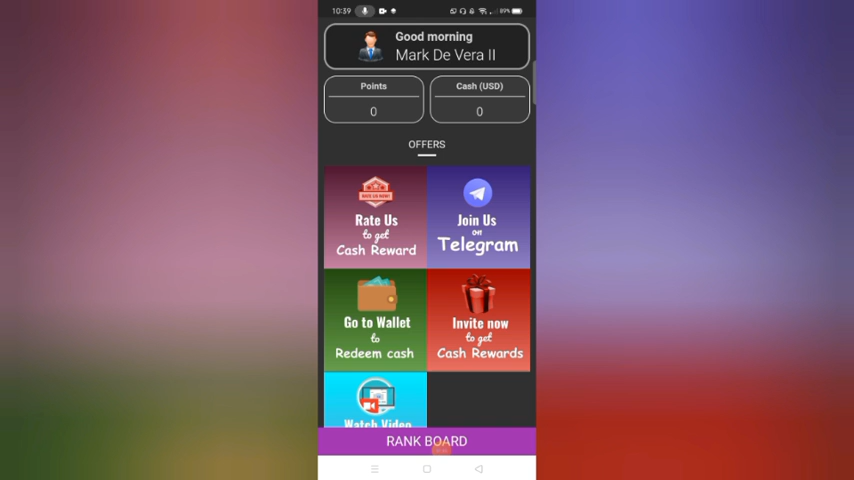 10:39
89%
Good morning
Mark De Vera II
Points
Cash (USD)
0
0
OFFERS
Rate Us
to get
Cash Reward
Join Us
on
Telegram
Go to Wallet
to
Redeem cash
Invite now
to get
Cash Rewards
Watch Video
RANK BOARD